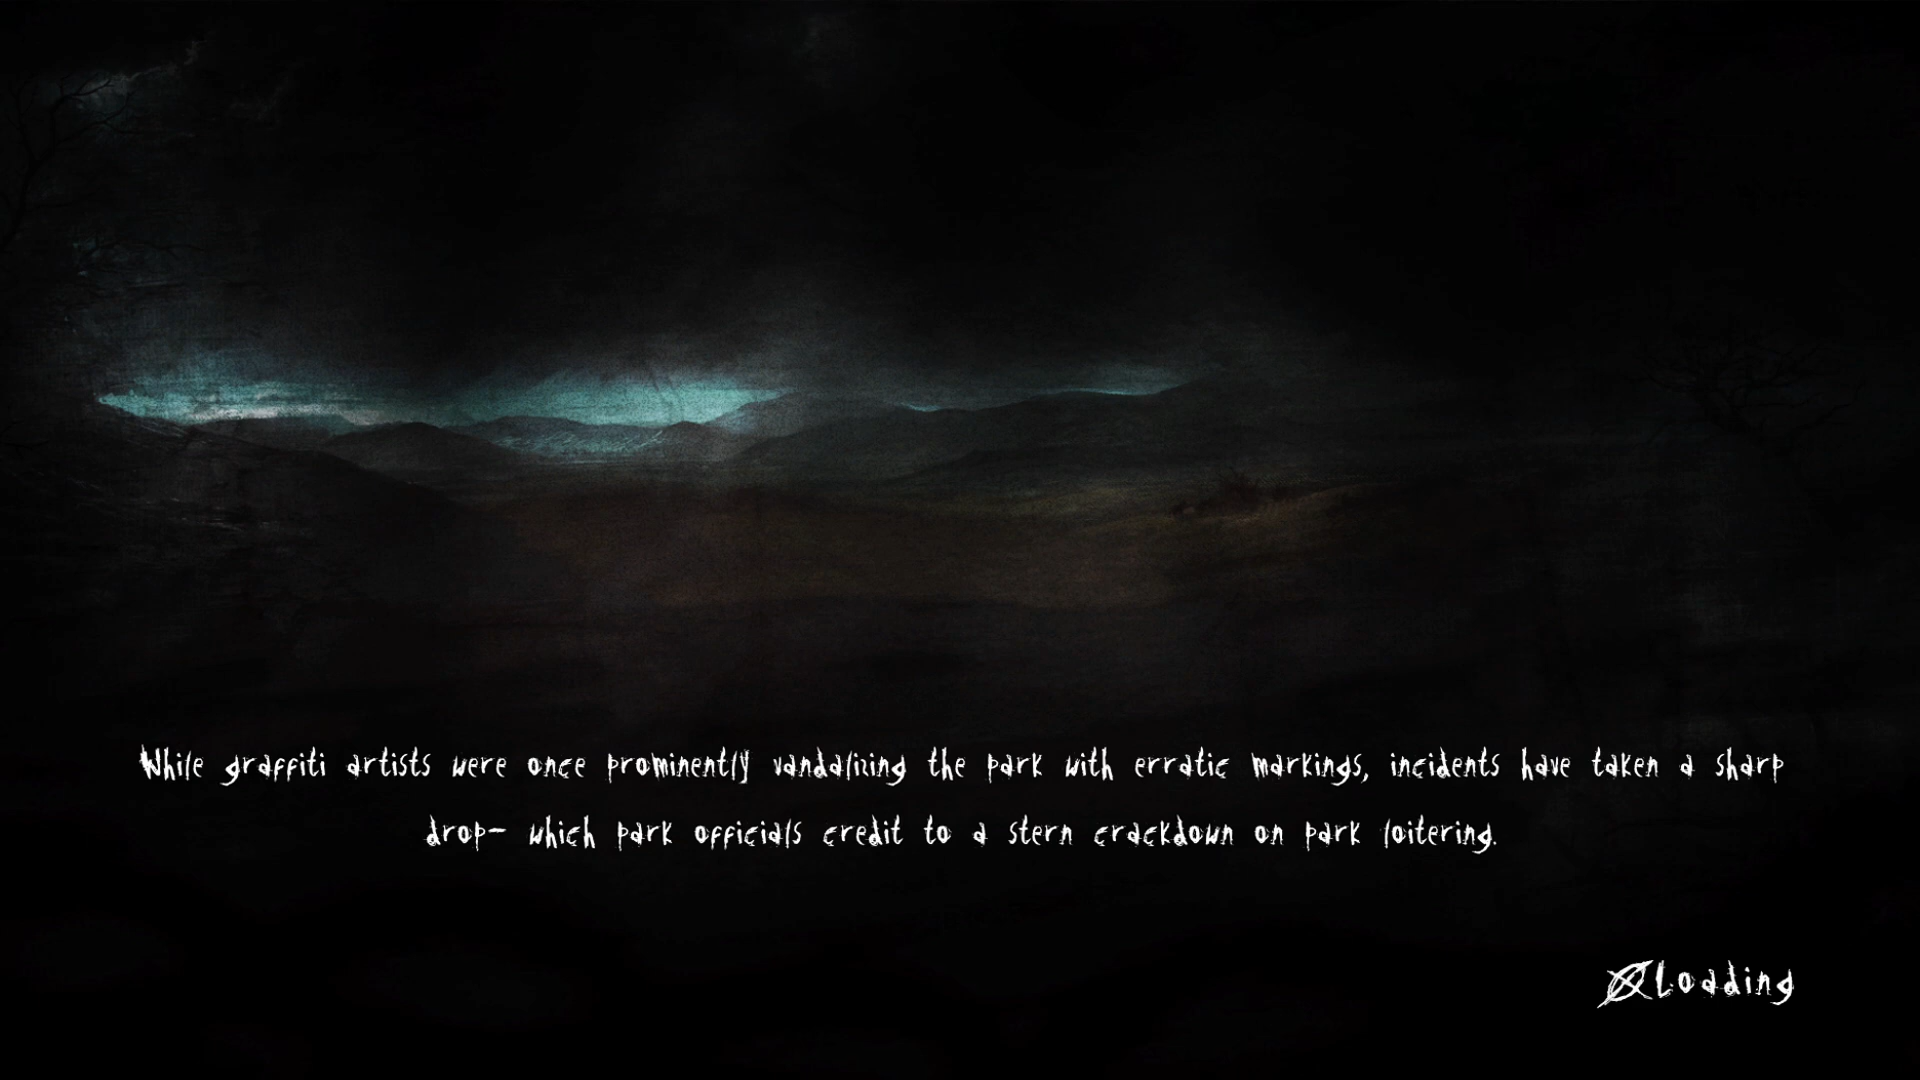 While graffiti artists were once prominently vandalizing the park with erratic markings, incidents have taken a sharp
drop- which park officials credit to a stern crackdown on park loitering.
Loading